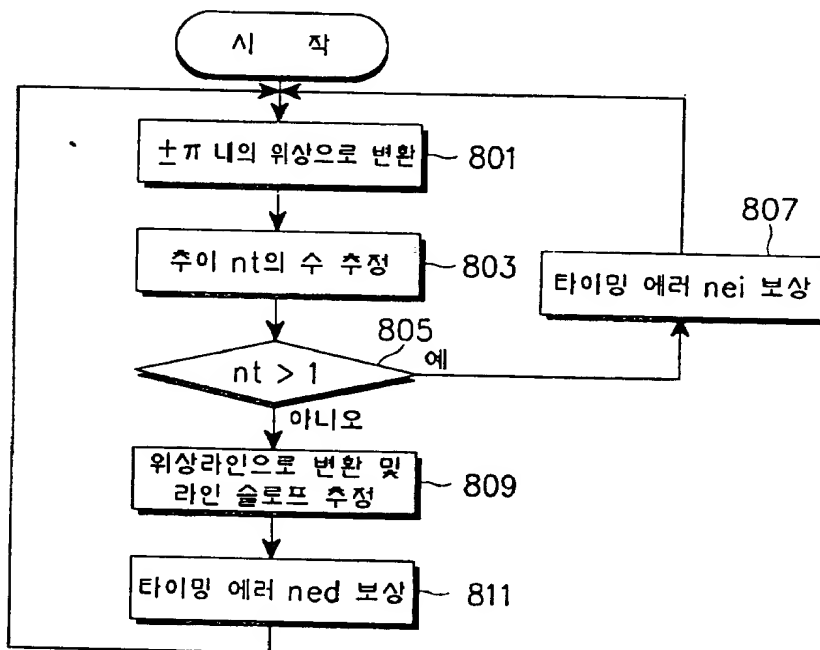 시 작
±π 내의 위상으로 변환
801
추이 nt의 수 추정
803
807
타이밍 에러 nei 보상
805
nt > 1
예
아니오
위상라인으로 변환 및
라인 슬로프 추정
809
타이밍 에러 ned 보상
811